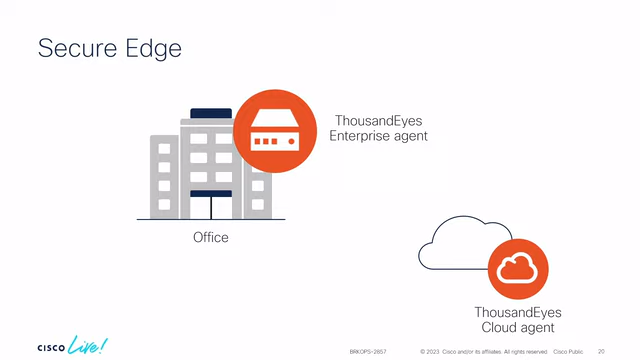 Secure Edge
ThousandEyes
Enterprise agent
Office
ThousandEyes
Cloud agent
CISCO Live!
BRKOPS-2857
© 2023 Cisco and/or its affiliates. All rights reserved. Cisco Public
20